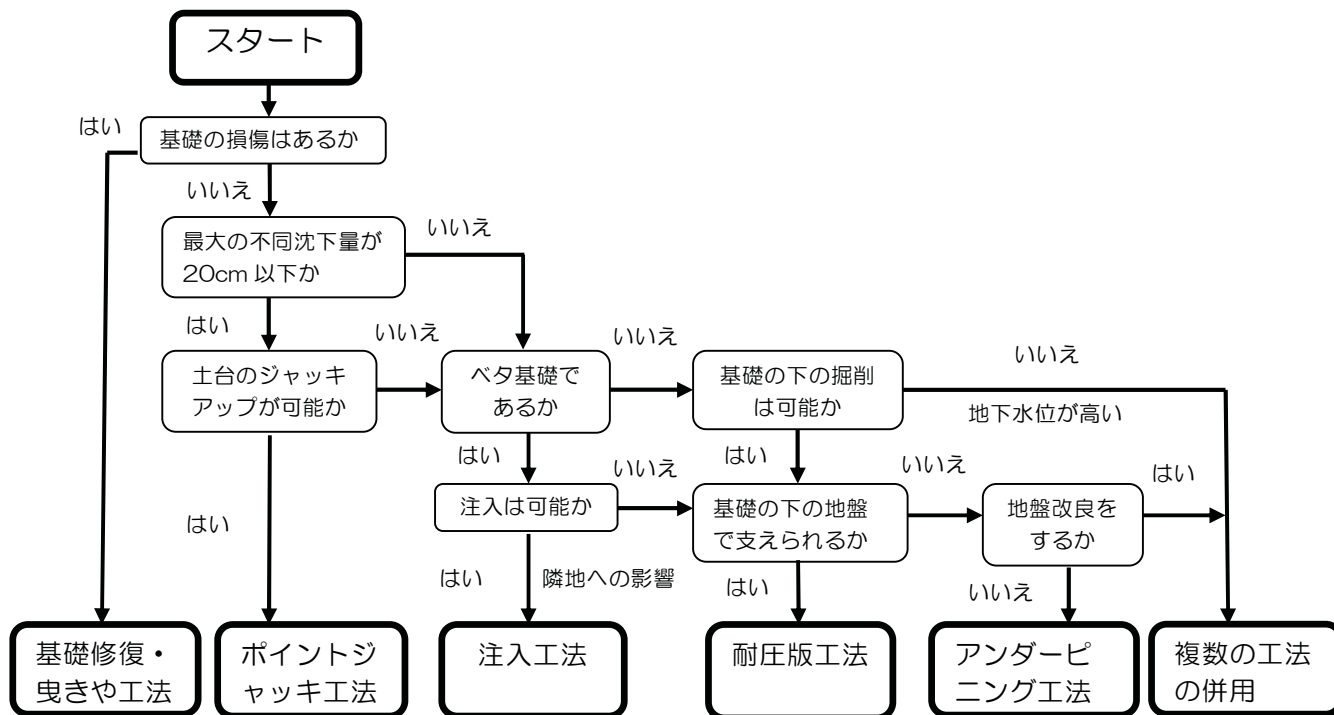 スタート
はい
基礎の損傷はあるか
いいえ
最大の不同沈下量が
20cm 以下か
いいえ
はい
いいえ
いいえ
いいえ
土台のジャッキ
アップが可能か
ベタ基礎で
あるか
基礎の下の掘削
は可能か
地下水位が高い
はい
いいえ
はい
いいえ
はい
注入は可能か
基礎の下の地盤
で支えられるか
地盤改良を
するか
はい
はい
隣地への影響
はい
いいえ
基礎修復・
曳きや工法
ポイントジ
ャッキ工法
注入工法
耐圧版工法
アンダーピ
ニング工法
複数の工法
の併用